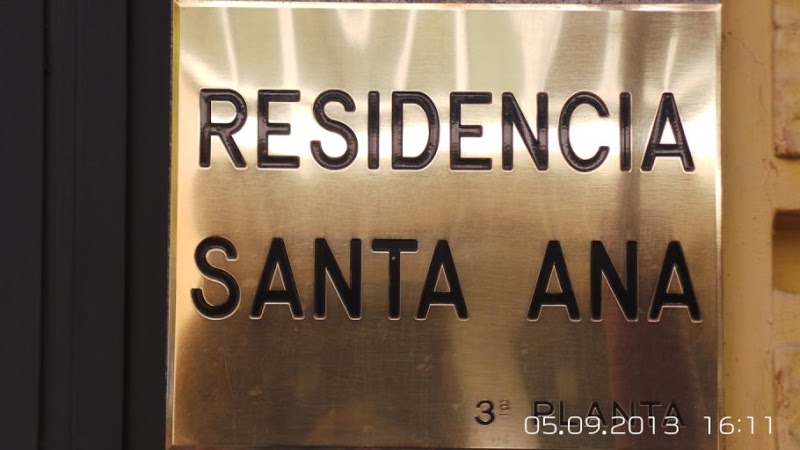 RESIDENCIA
SANTA ANA
3ª PLANTA
05.09.2013 16:11